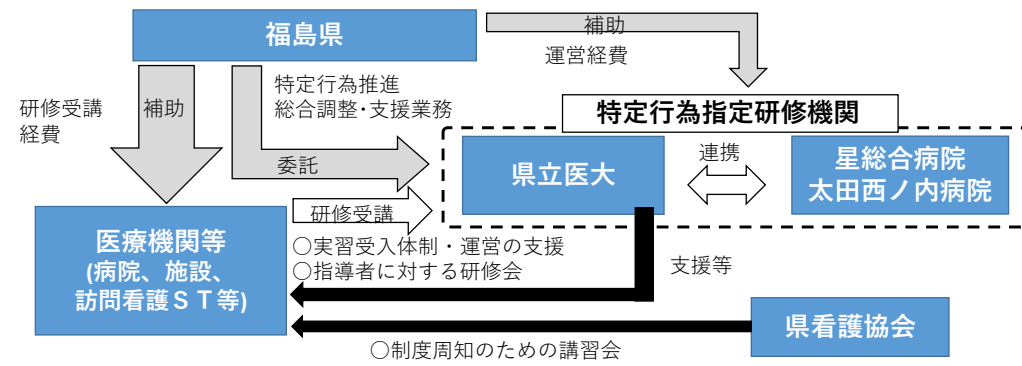 福島県
補助
運営経費
研修受講
経費
補助
特定行為推進
総合調整・支援業務
委託
特定行為指定研修機関
県立医大
連携
星総合病院
太田西ノ内病院
研修受講
医療機関等
(病院、施設、
訪問看護ＳＴ等)
○実習受入体制・運営の支援
○指導者に対する研修会
支援等
県看護協会
○制度周知のための講習会